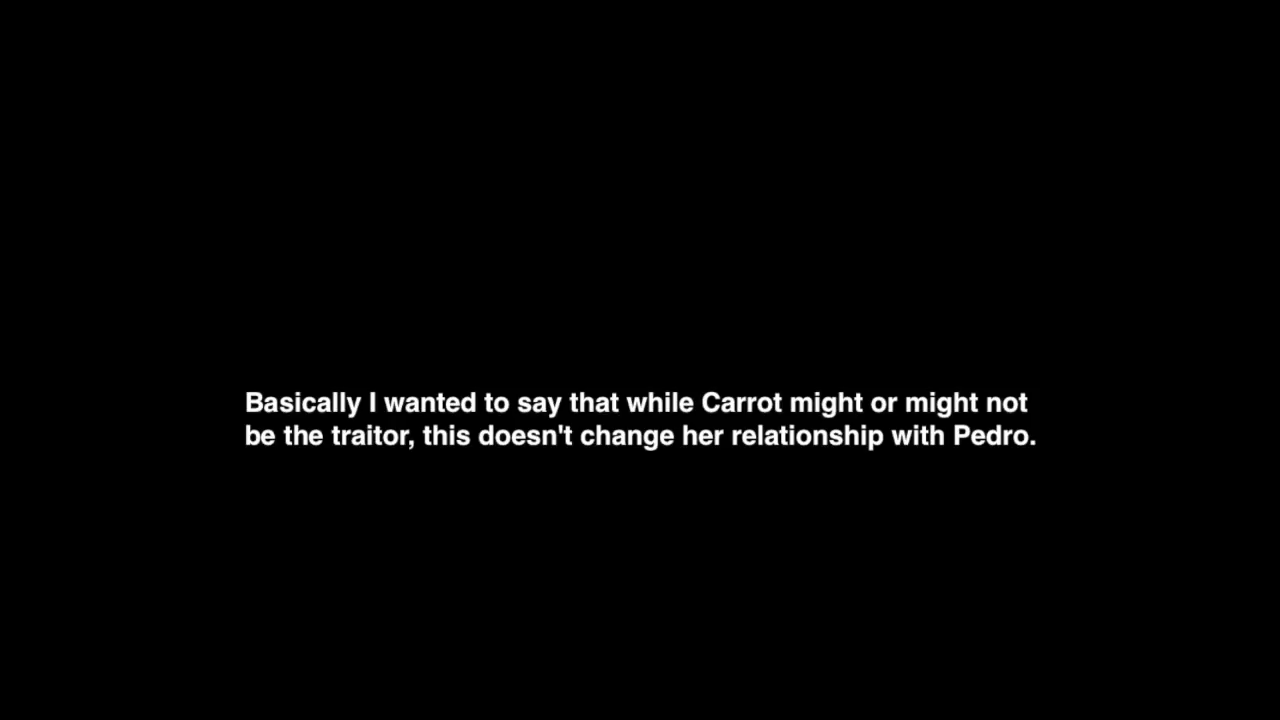 Basically I wanted to say that while Carrot might or might not
be the traitor, this doesn't change her relationship with Pedro.